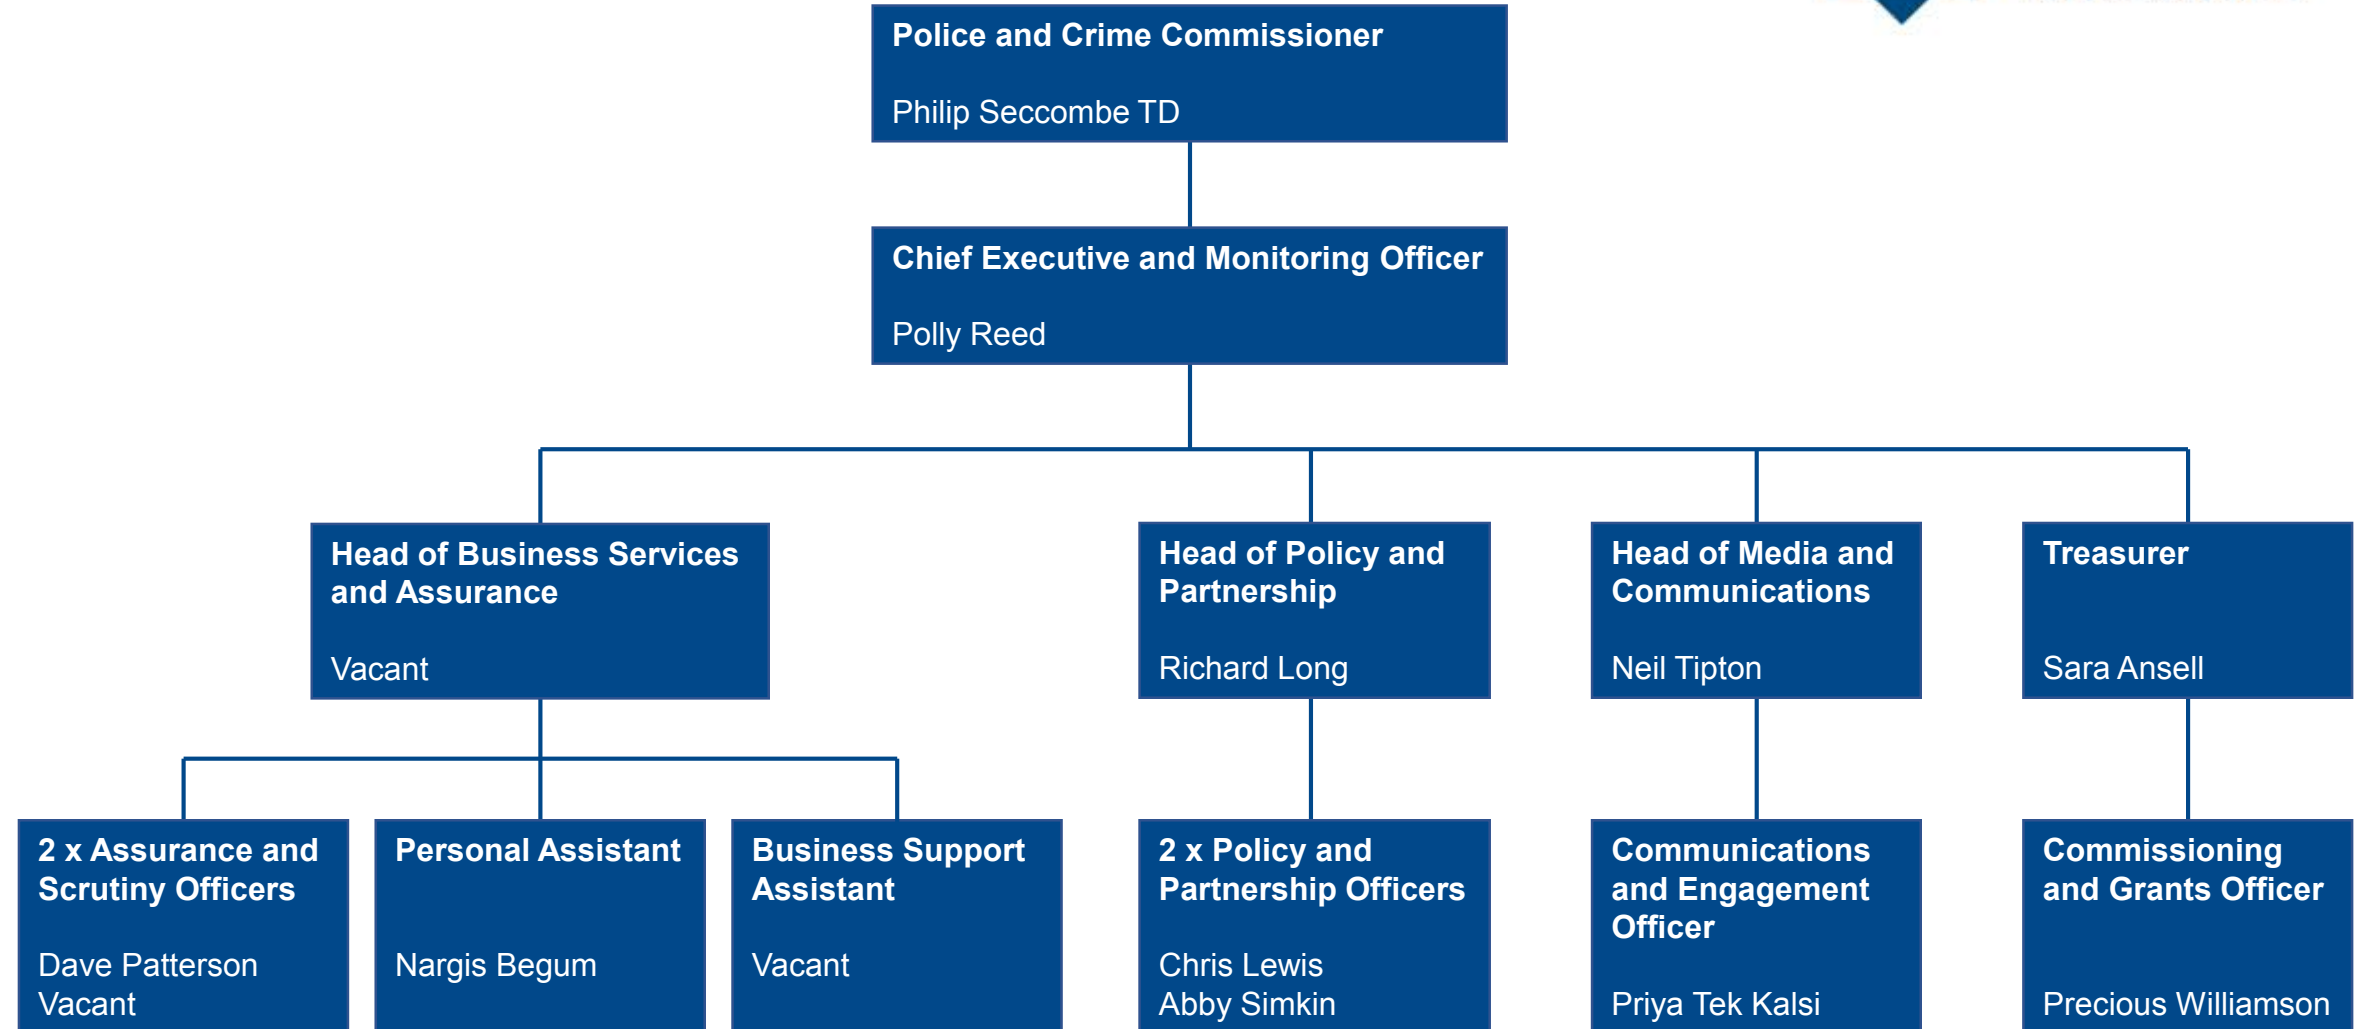 Police and Crime Commissioner
Philip Seccombe TD
Chief Executive and Monitoring Officer
Polly Reed
Head of Business Services
and Assurance
Vacant
Head of Policy and
Partnership
Richard Long
Head of Media and
Communications
Neil Tipton
Treasurer
Sara Ansell
2 x Assurance and
Scrutiny Officers
Dave Patterson
Vacant
Personal Assistant
Nargis Begum
Business Support
Assistant
Vacant
2 x Policy and
Partnership Officers
Chris Lewis
Abby Simkin
Communications
and Engagement
Officer
Priya Tek Kalsi
Commissioning
and Grants Officer
Precious Williamson